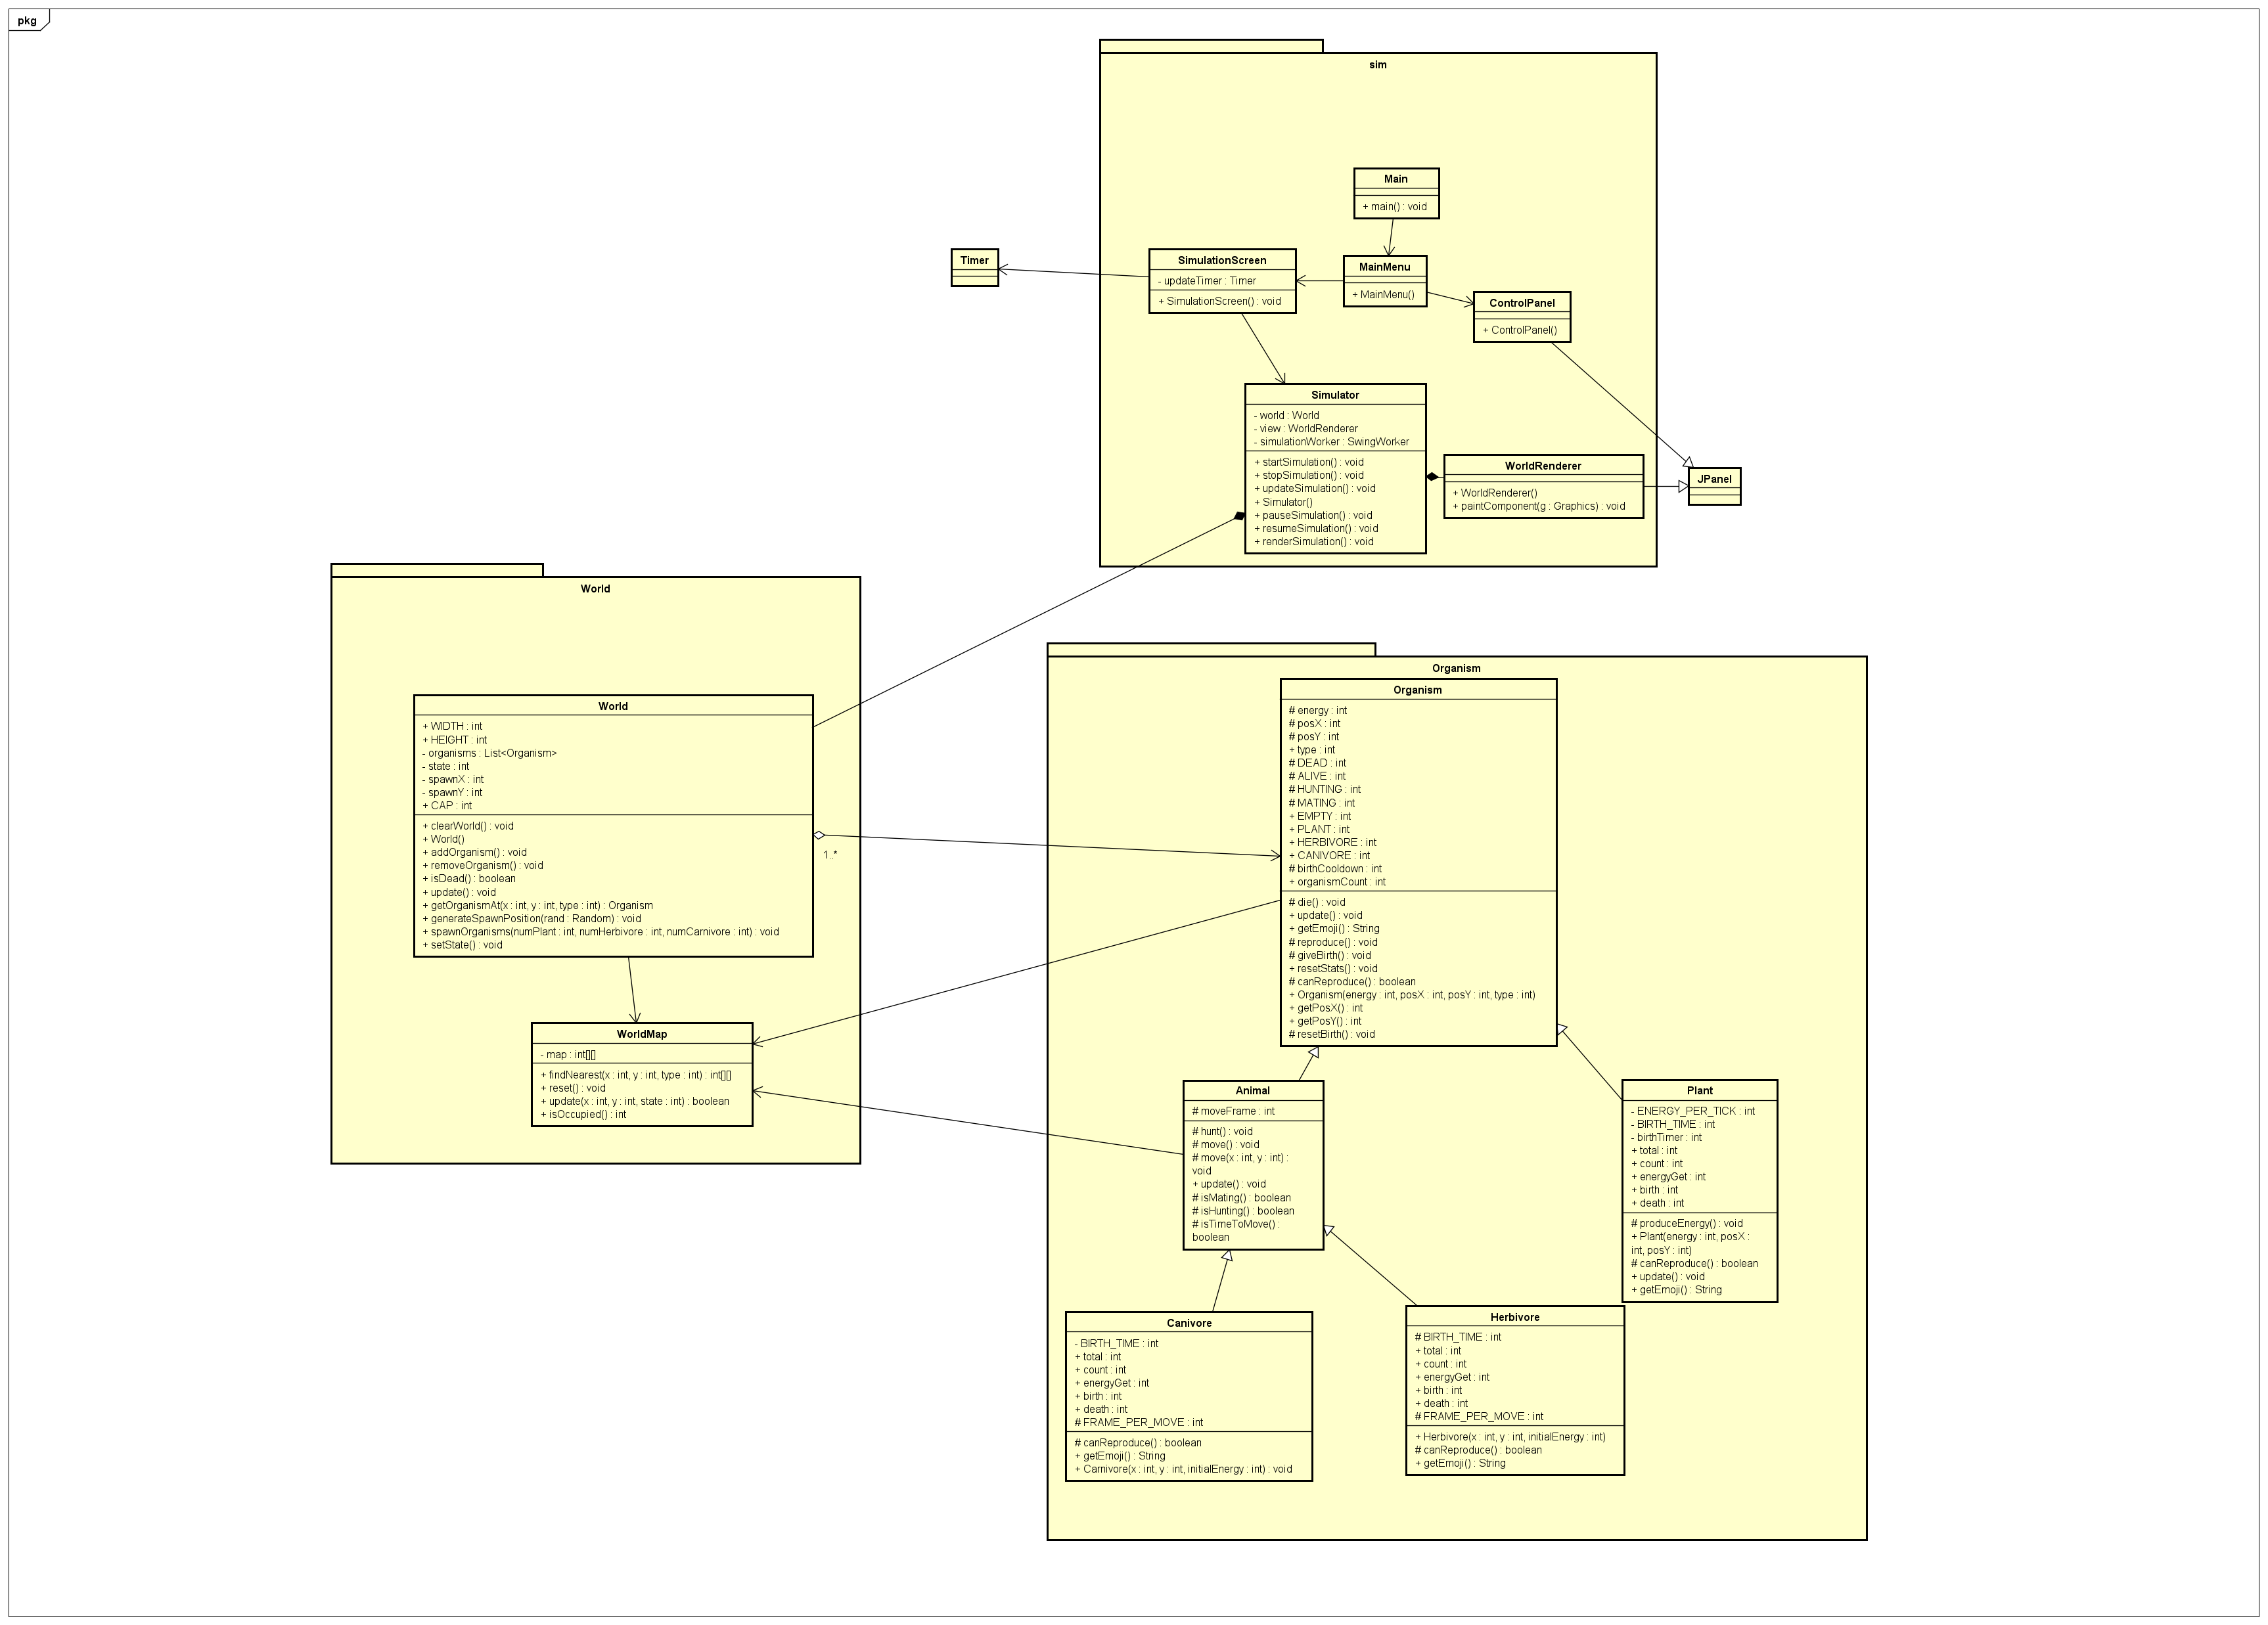 pkg
sim
Main
+ main() : void
Timer
SimulationScreen
- updateTimer : Timer
+ SimulationScreen() : void
MainMenu
+ MainMenu()
ControlPanel
+ ControlPanel()
Simulator
- world : World
- view : WorldRenderer
- simulationWorker : SwingWorker
+ startSimulation() : void
+ stopSimulation() : void
+ updateSimulation() : void
+ Simulator()
+ pauseSimulation() : void
+ resumeSimulation() : void
+ renderSimulation() : void
WorldRenderer
+ WorldRenderer()
+ paintComponent(g : Graphics) : void
JPanel
World
World
+ WIDTH : int
+ HEIGHT : int
- organisms : List<Organism>
- state : int
- spawnX : int
- spawnY : int
+ CAP : int
+ clearWorld() : void
+ World()
+ addOrganism() : void
+ removeOrganism() : void
+ isDead() : boolean
+ update() : void
+ getOrganismAt(x : int, y : int, type : int) : Organism
+ generateSpawnPosition(rand : Random) : void
+ spawnOrganisms(numPlant : int, numHerbivore : int, numCarnivore : int) : void
+ setState() : void
1..*
WorldMap
- map : int[][]
+ findNearest(x : int, y : int, type : int) : int[][]
+ reset() : void
+ update(x : int, y : int, state : int) : boolean
+ isOccupied() : int
Organism
Organism
# energy : int
# posX : int
# posY : int
+ type : int
# DEAD : int
# ALIVE : int
# HUNTING : int
# MATING : int
+ EMPTY : int
+ PLANT : int
+ HERBIVORE : int
+ CANIVORE : int
# birthCooldown : int
+ organismCount : int
# die() : void
+ update() : void
+ getEmoji() : String
# reproduce() : void
# giveBirth() : void
+ resetStats() : void
# canReproduce() : boolean
+ Organism(energy : int, posX : int, posY : int, type : int)
+ getPosX() : int
+ getPosY() : int
# resetBirth() : void
Animal
# moveFrame : int
# hunt() : void
# move() : void
# move(x : int, y : int) :
void
+ update() : void
# isMating() : boolean
# isHunting() : boolean
# isTimeToMove() :
boolean
Plant
- ENERGY_PER_TICK : int
- BIRTH_TIME : int
- birthTimer : int
+ total : int
+ count : int
+ energyGet : int
+ birth : int
+ death : int
# produceEnergy() : void
+ Plant(energy : int, posX :
int, posY : int)
# canReproduce() : boolean
+ update() : void
+ getEmoji() : String
Canivore
- BIRTH_TIME : int
+ total : int
+ count : int
+ energyGet : int
+ birth : int
+ death : int
# FRAME_PER_MOVE : int
# canReproduce() : boolean
+ getEmoji() : String
+ Carnivore(x : int, y : int, initialEnergy : int) : void
Herbivore
# BIRTH_TIME : int
+ total : int
+ count : int
+ energyGet : int
+ birth : int
+ death : int
# FRAME_PER_MOVE : int
+ Herbivore(x : int, y : int, initialEnergy : int)
# canReproduce() : boolean
+ getEmoji() : String